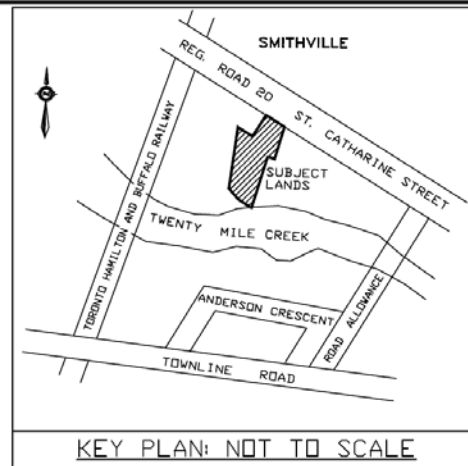 SMITHVILLE
REG. ROAD 20 ST. CATHARINE STREET
N
TORONTO HAMILTON AND BUFFALO RAILWAY
SUBJECT
LANDS
TWENTY MILE CREEK
ANDERSON CRESCENT
ROAD ALLOWANCE
TOWNLINE ROAD
KEY PLAN: NOT TO SCALE